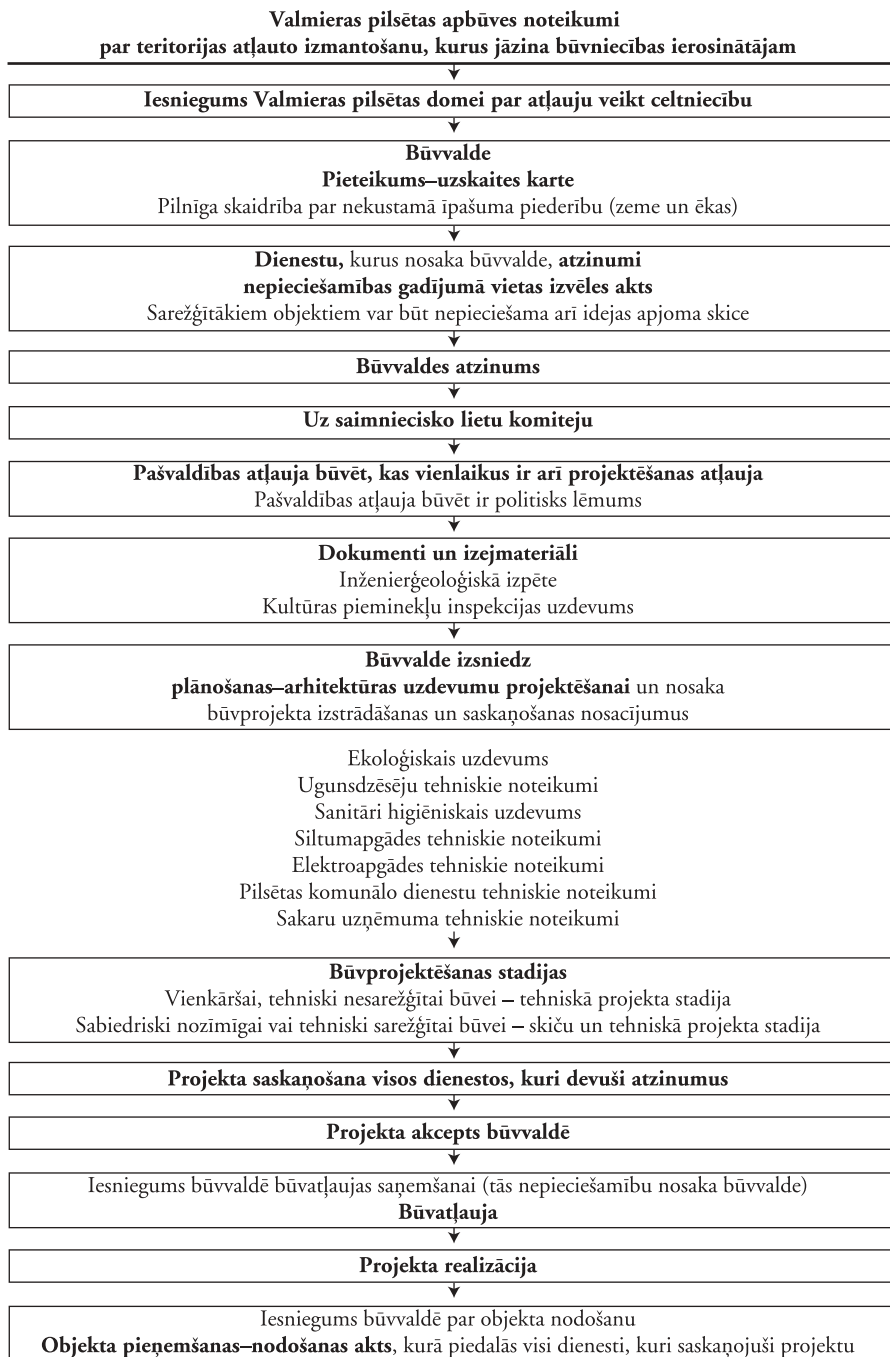 Valmieras pilsētas apbūves noteikumi
par teritorijas atļauto izmantošanu, kurus jāzina būvniecības ierosinātājam
Iesniegums Valmieras pilsētas domei par atļauju veikt celtniecību
Būvvalde
Pieteikums–uzskaites karte
Pilnīga skaidrība par nekustamā īpašuma piederību (zeme un ēkas)
Dienestu, kurus nosaka būvvalde, atzinumi
nepieciešamības gadījumā vietas izvēles akts
Sarežģītākiem objektiem var būt nepieciešama arī idejas apjoma skice
Būvvaldes atzinums
Uz saimniecisko lietu komiteju
Pašvaldības atļauja būvēt, kas vienlaikus ir arī projektēšanas atļauja
Pašvaldības atļauja būvēt ir politisks lēmums
Dokumenti un izejmateriāli
Inženierģeoloģiskā izpēte
Kultūras pieminekļu inspekcijas uzdevums
Būvvalde izsniedz
plānošanas–arhitektūras uzdevumu projektēšanai un nosaka
būvprojekta izstrādāšanas un saskaņošanas nosacījumus
Ekoloģiskais uzdevums
Ugunsdzēsēju tehniskie noteikumi
Sanitāri higiēniskais uzdevums
Siltumapgādes tehniskie noteikumi
Elektroapgādes tehniskie noteikumi
Pilsētas komunālo dienestu tehniskie noteikumi
Sakaru uzņēmuma tehniskie noteikumi
Būvprojektēšanas stadijas
Vienkāršai, tehniski nesarežģītai būvei – tehniskā projekta stadija
Sabiedriski nozīmīgai vai tehniski sarežģītai būvei – skiču un tehniskā projekta stadija
Projekta saskaņošana visos dienestos, kuri devuši atzinumus
Projekta akcepts būvvaldē
Iesniegums būvvaldē būvatļaujas saņemšanai (tās nepieciešamību nosaka būvvalde)
Būvatļauja
Projekta realizācija
Iesniegums būvvaldē par objekta nodošanu
Objekta pieņemšanas–nodošanas akts, kurā piedalās visi dienesti, kuri saskaņojuši projektu